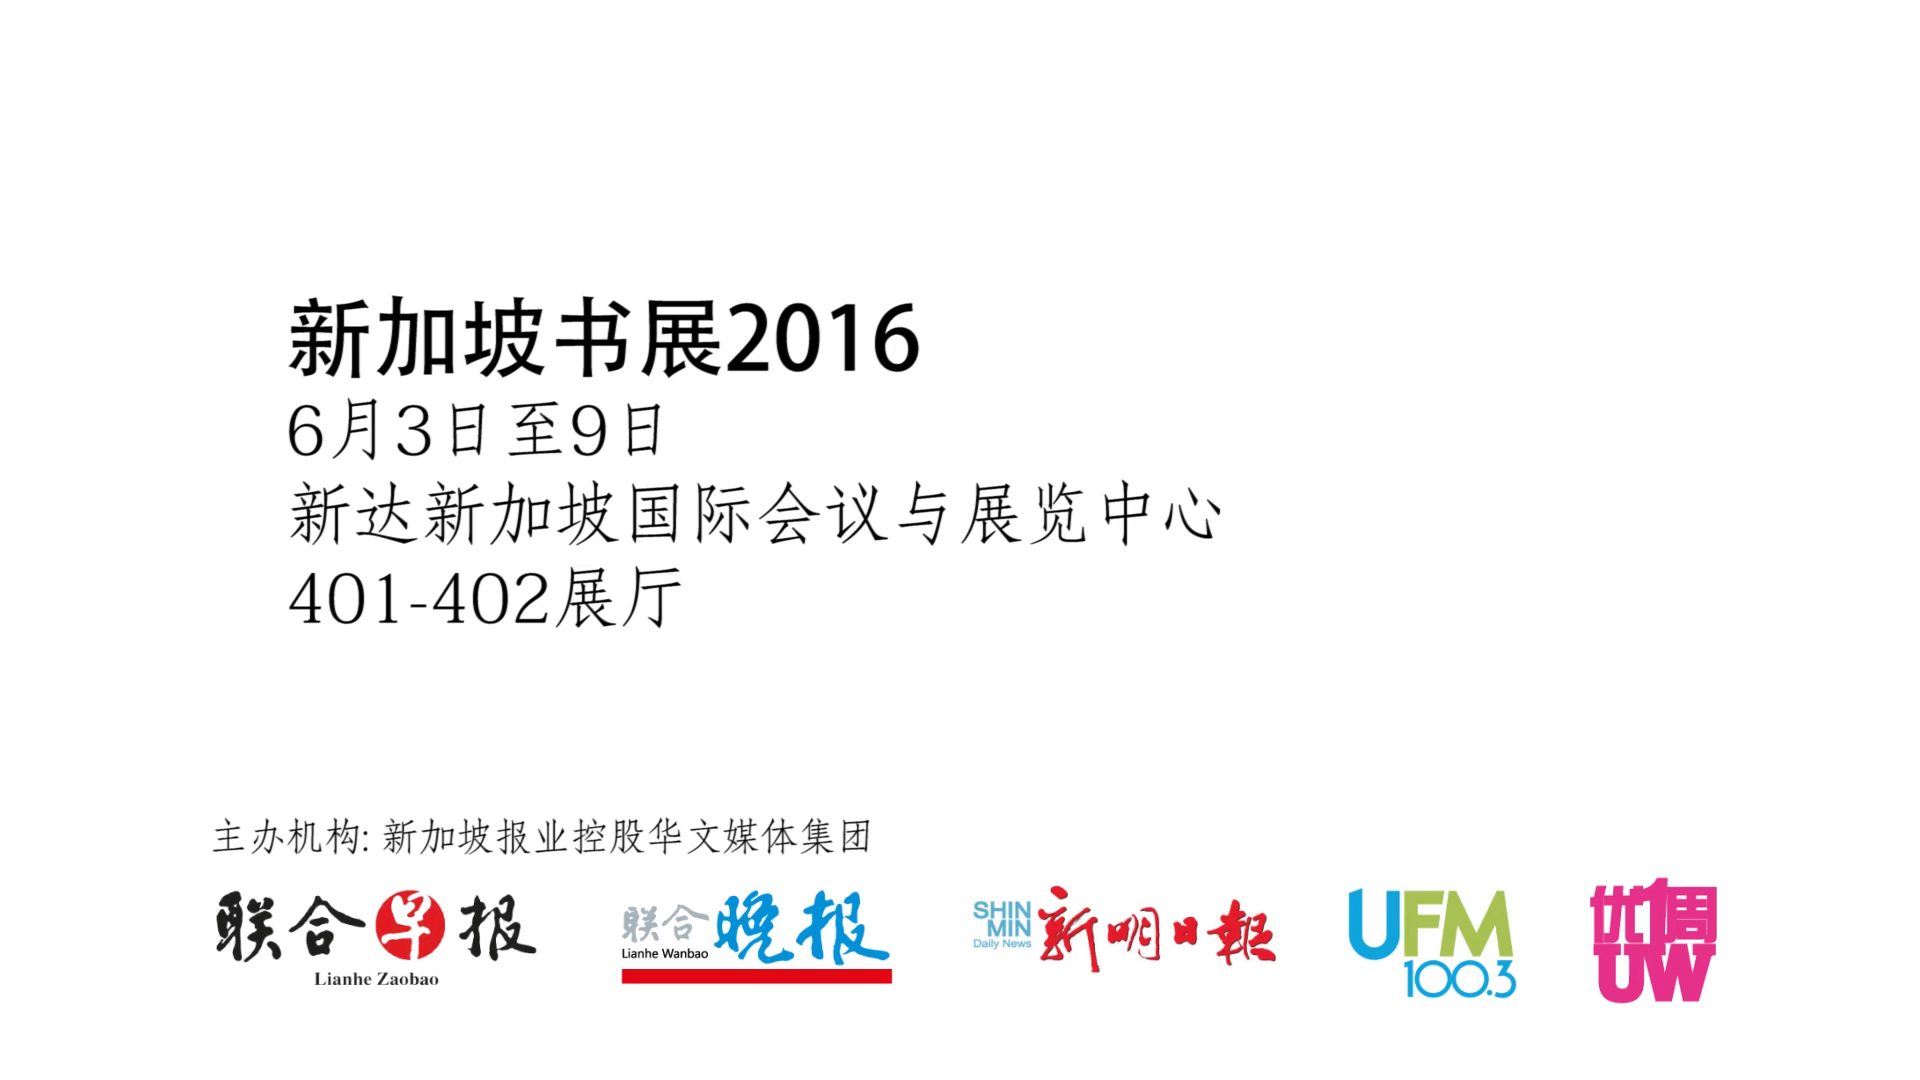 新加坡书展2016
6月3日至9日
新达新加坡国际会议与展览中心
401-402展厅
主办机构: 新加坡报业控股华文媒体集团
联合早报
Lianhe Zaobao
联合晚报
Lianhe Wanbao
SHIN MIN
Daily News
新明日報
UFM
100.3
优1周
UW